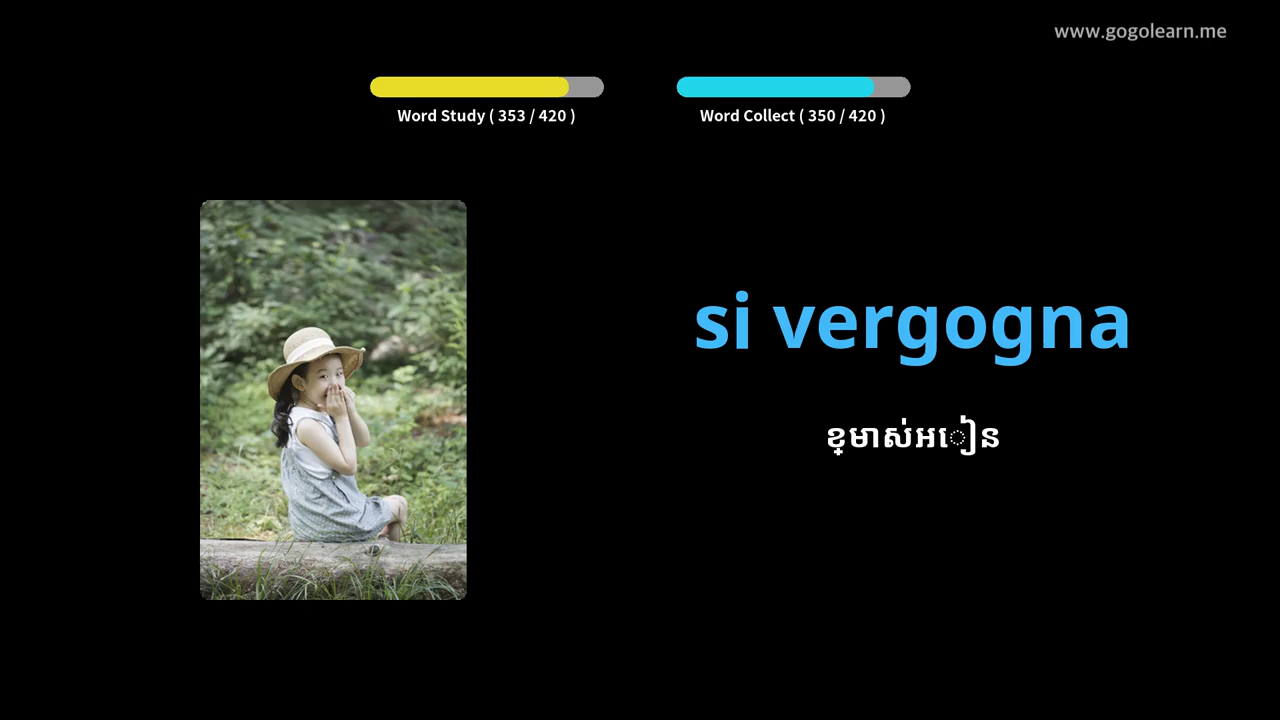 www.gogolearn.me
Word Study ( 353 / 420 )
Word Collect ( 350 / 420 )
si vergogna
ខ្មាស់អៀន